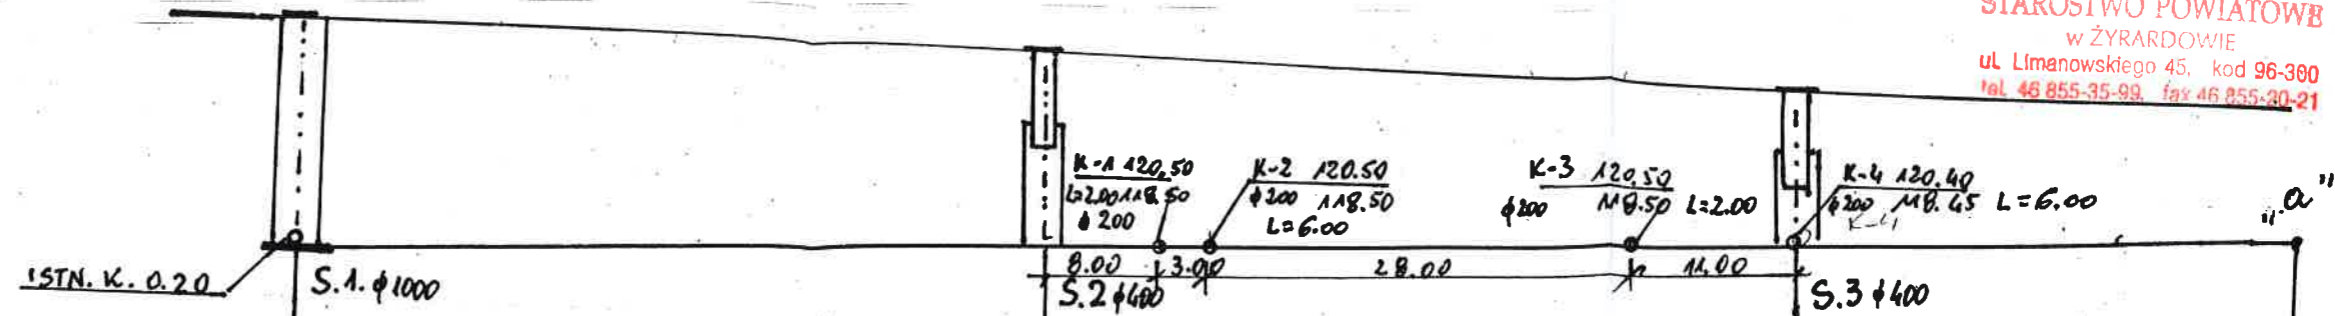 STAROSTWO POWIATOWE
w ŻYRARDOWIE
ul. Limanowskiego 45, kod 96-300
tel. 46 855-35-99, fax 46 855-20-21
K-1 120,50
L=2.00 118.50
ϕ 200
K-2 120.50
ϕ200 118.50
L=6.00
K-3 120,50
ϕ200 118.50 L=2.00
K-4 120.40
ϕ200 118.45 L=6.00
K-4
„a"
8.00 3.00 28.00 11,00
ISTN. K. 0.20
S.1. ϕ1000
S.2 ϕ400
S.3 ϕ400